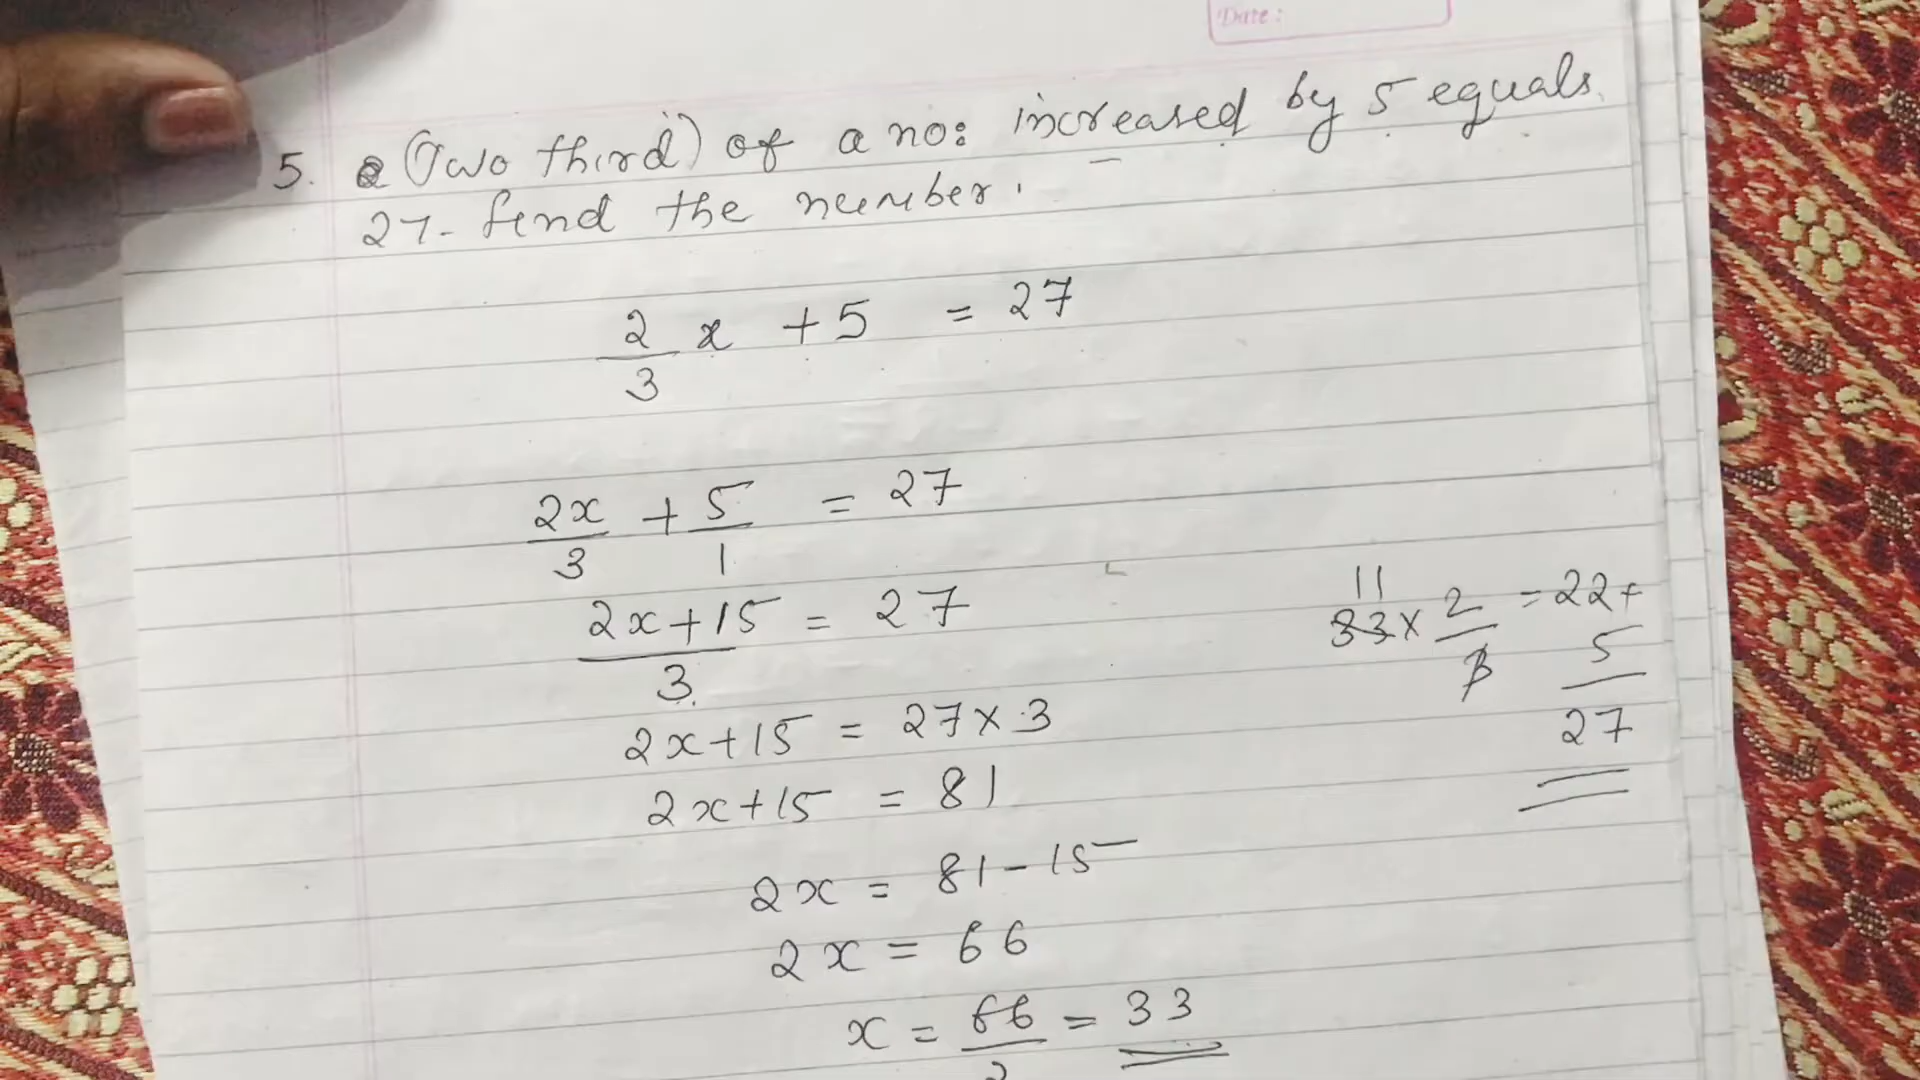 Date :
5. (Two third) of a no: increased by 5 equals
27. find the number.
2/3 x + 5 = 27
2x/3 + 5/1 = 27
2x+15/3 = 27
2x+15 = 27×3
2x+15 = 81
2x = 81-15
2x = 66
x = 66/2 = 33
11
33 × 2/3 = 22+
5
27